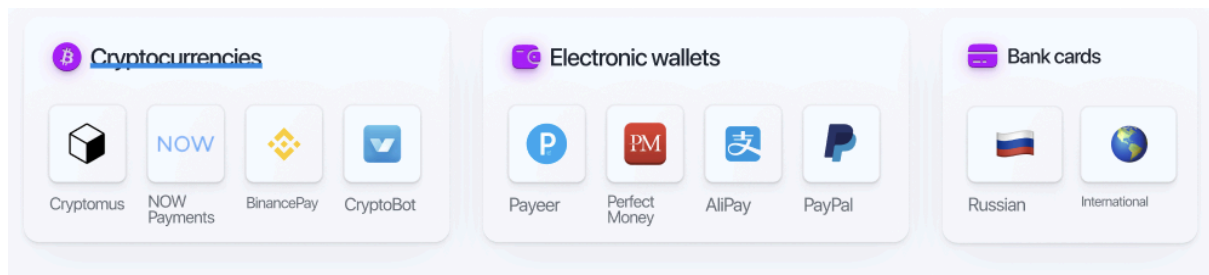 Cryptocurrencies
NOW
Cryptomus
NOW
Payments
BinancePay
CryptoBot
Electronic wallets
P
PM
支
Payeer
Perfect
Money
AliPay
PayPal
Bank cards
Russian
International